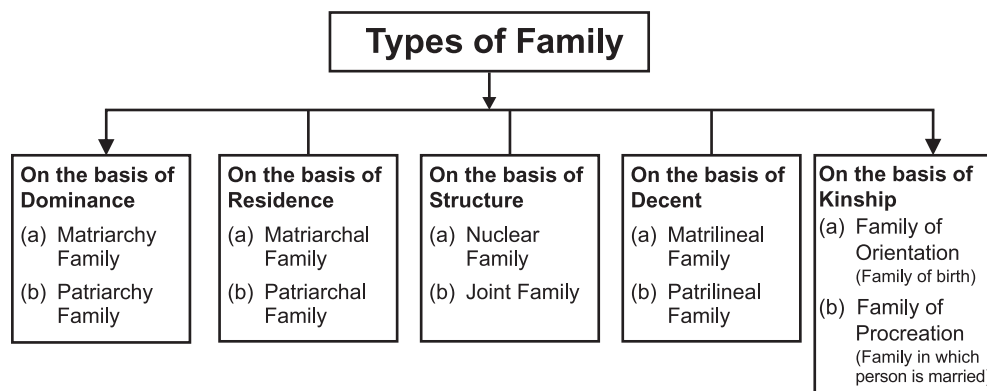 Types of Family
On the basis of
Dominance
(a) Matriarchy
Family
(b) Patriarchy
Family
On the basis of
Residence
(a) Matriarchal
Family
(b) Patriarchal
Family
On the basis of
Structure
(a) Nuclear
Family
(b) Joint Family
On the basis of
Decent
(a) Matrilineal
Family
(b) Patrilineal
Family
On the basis of
Kinship
(a) Family of
Orientation
(Family of birth)
(b) Family of
Procreation
(Family in which
person is married)